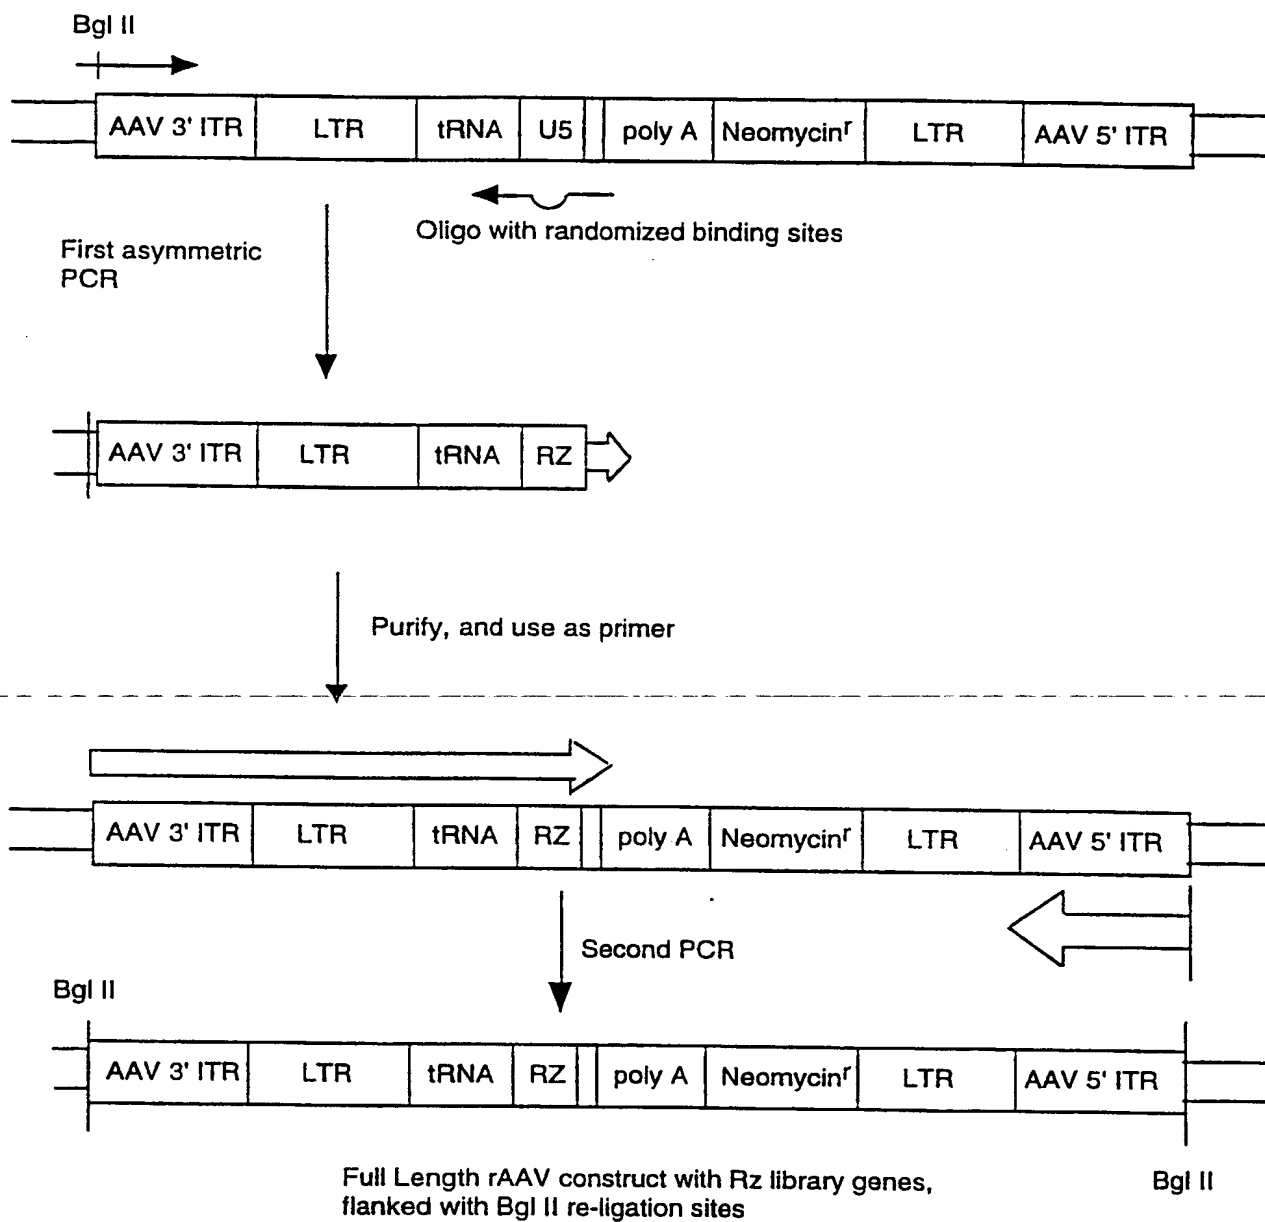 Bgl II
AAV 3' ITR LTR tRNA U5 poly A Neomycinʳ LTR AAV 5' ITR
Oligo with randomized binding sites
First asymmetric
PCR
AAV 3' ITR LTR tRNA RZ
Purify, and use as primer
AAV 3' ITR LTR tRNA RZ poly A Neomycinʳ LTR AAV 5' ITR
Second PCR
Bgl II
AAV 3' ITR LTR tRNA RZ poly A Neomycinʳ LTR AAV 5' ITR
Full Length rAAV construct with Rz library genes,
flanked with Bgl II re-ligation sites
Bgl II